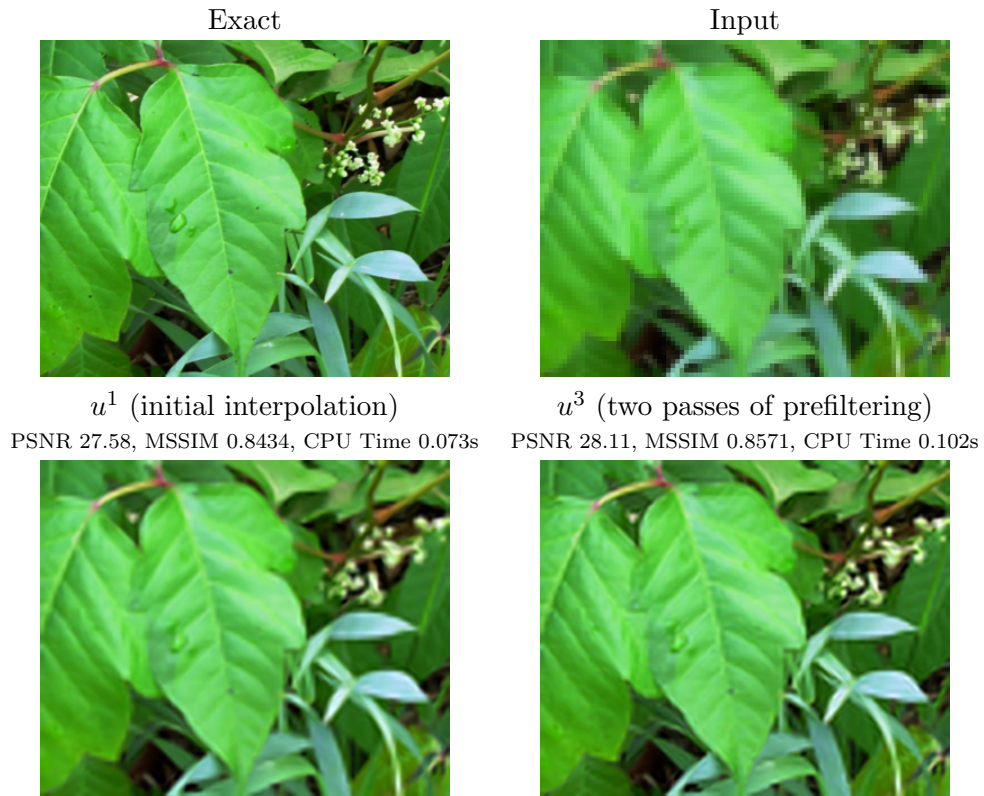 Exact
Input
u¹ (initial interpolation)
PSNR 27.58, MSSIM 0.8434, CPU Time 0.073s
u³ (two passes of prefiltering)
PSNR 28.11, MSSIM 0.8571, CPU Time 0.102s